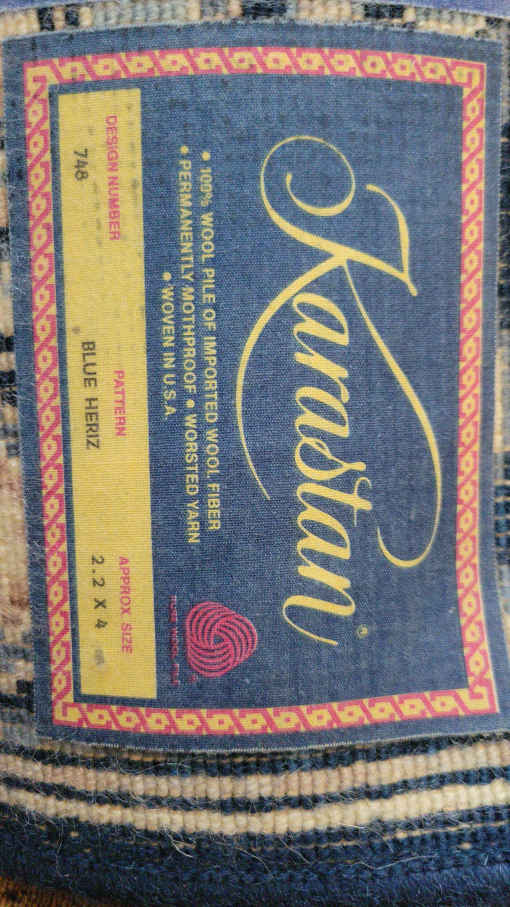 Karastan®
• 100% WOOL PILE OF IMPORTED WOOL FIBER
• PERMANENTLY MOTHPROOF • WORSTED YARN
• WOVEN IN U.S.A.
DESIGN NUMBER PATTERN APPROX SIZE
748 BLUE HERIZ 2.2 X 4